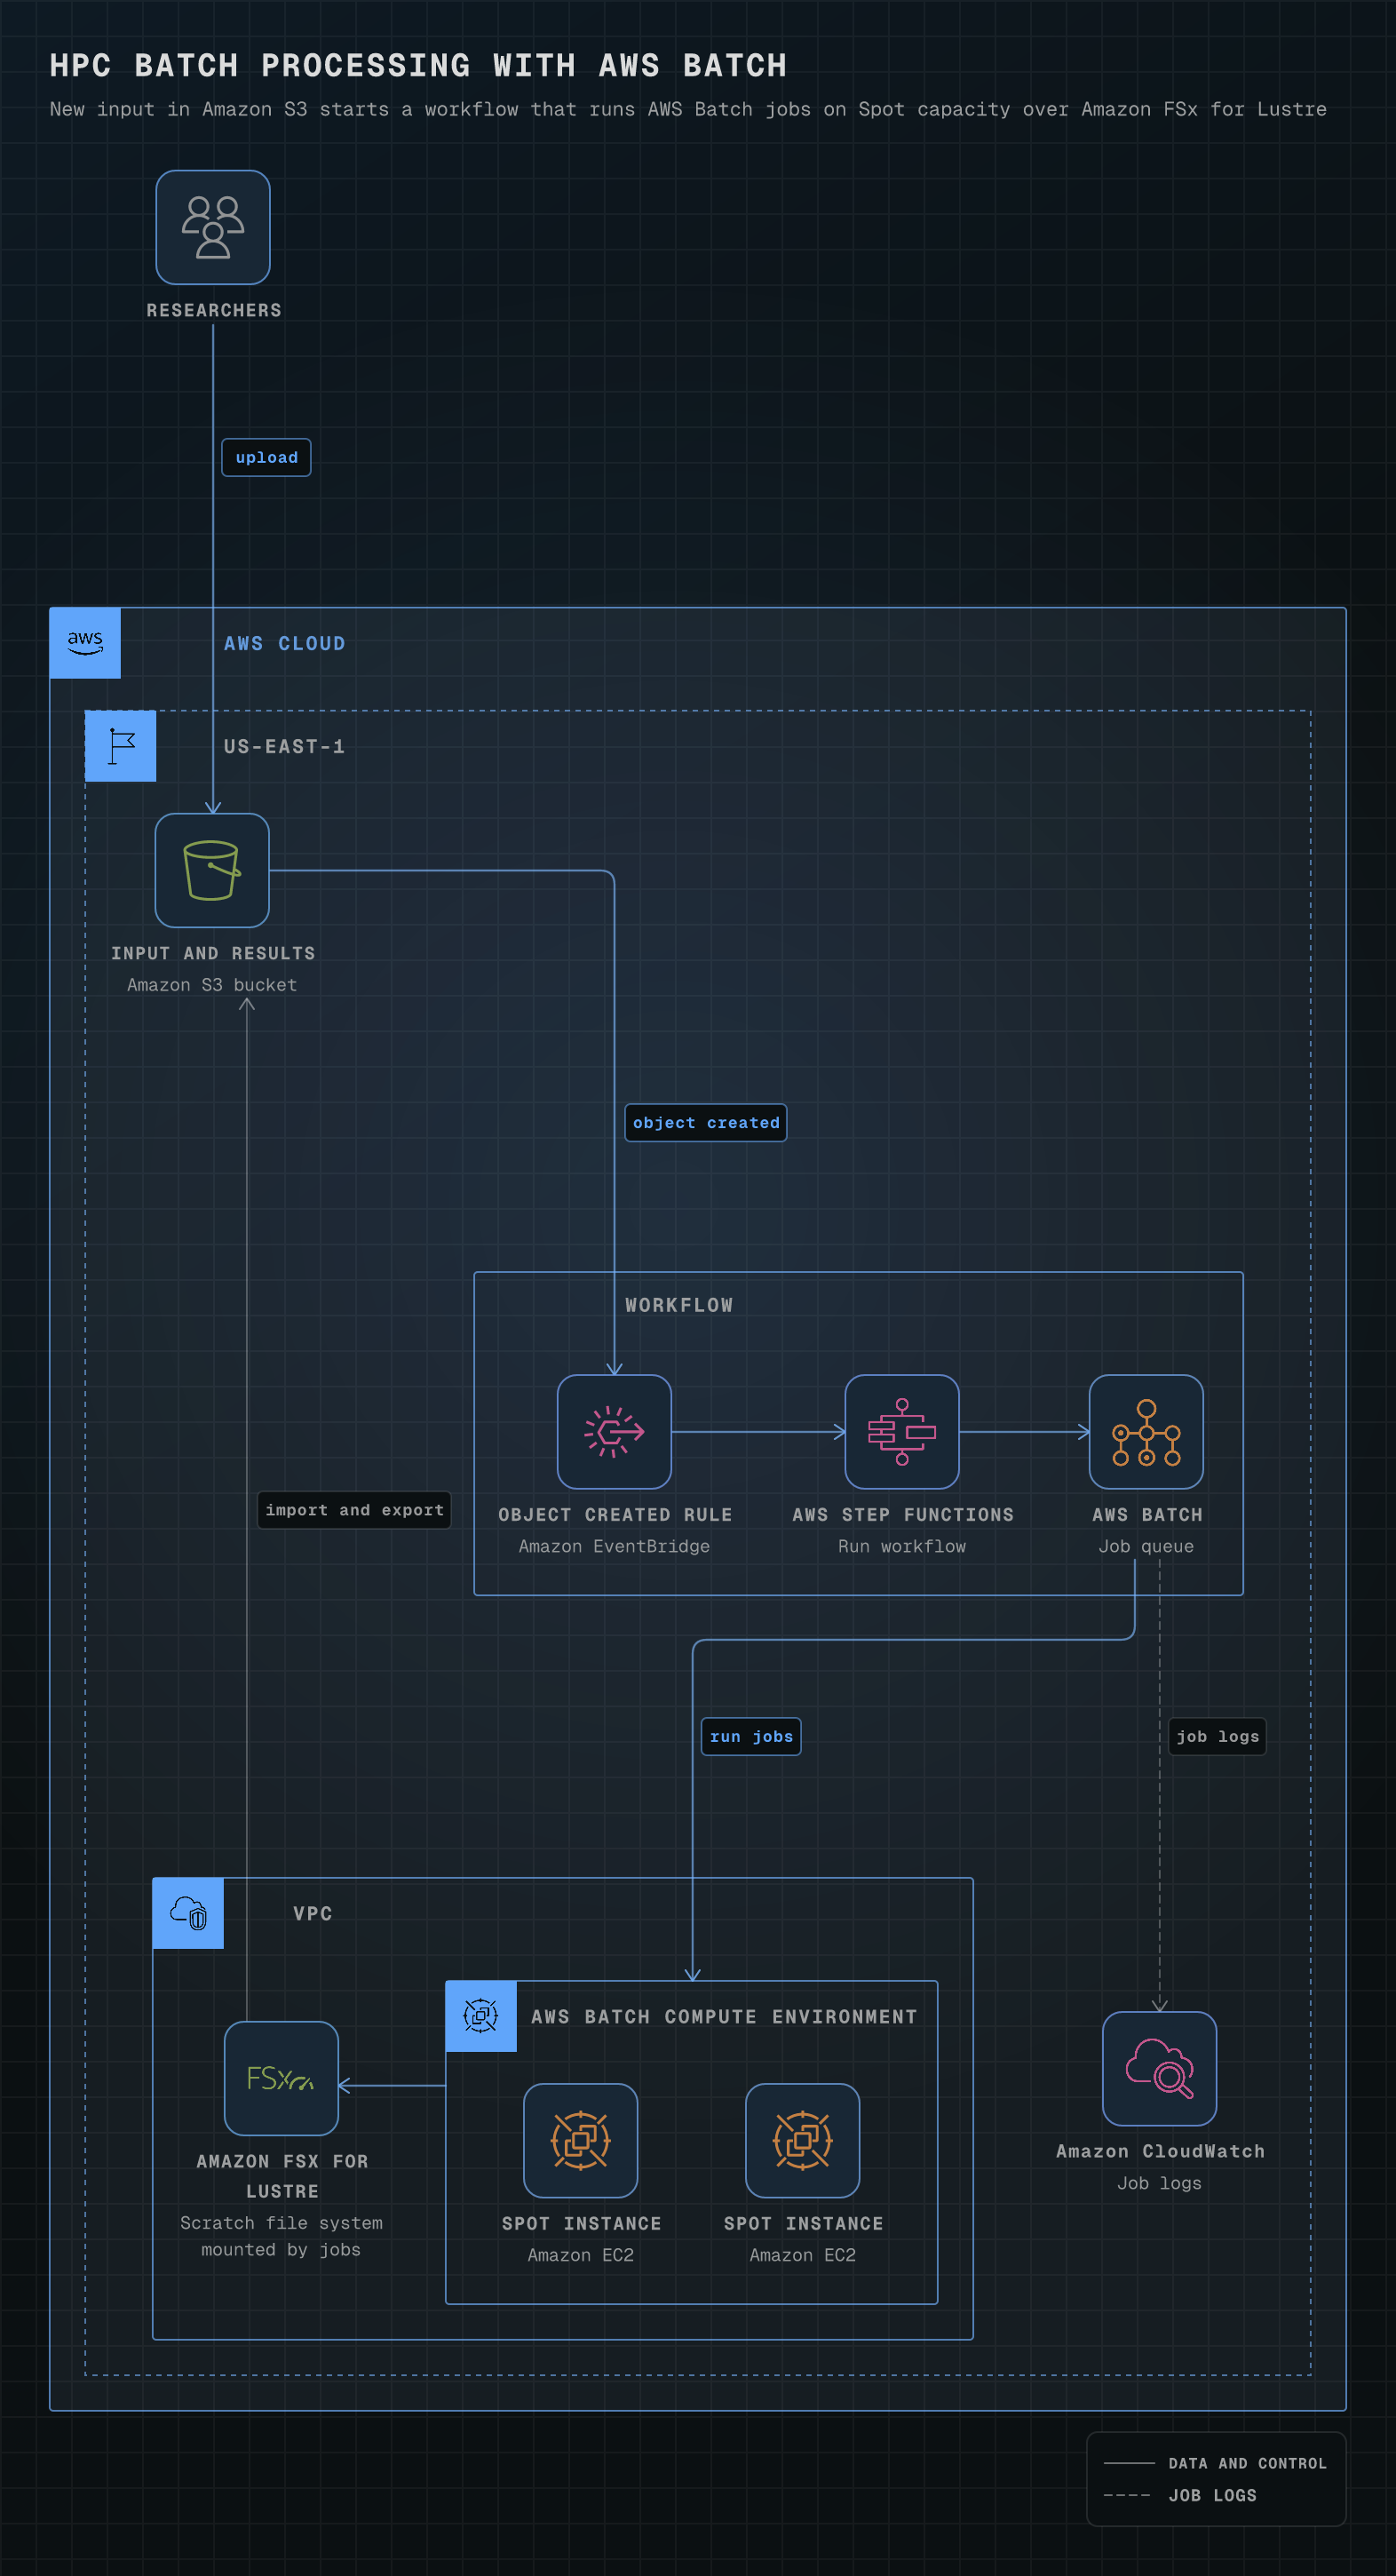 HPC BATCH PROCESSING WITH AWS BATCH
New input in Amazon S3 starts a workflow that runs AWS Batch jobs on Spot capacity over Amazon FSx for Lustre
RESEARCHERS
upload
aws
AWS CLOUD
US-EAST-1
INPUT AND RESULTS
Amazon S3 bucket
object created
WORKFLOW
OBJECT CREATED RULE
Amazon EventBridge
AWS STEP FUNCTIONS
Run workflow
AWS BATCH
Job queue
import and export
run jobs
job logs
VPC
AWS BATCH COMPUTE ENVIRONMENT
FSx
AMAZON FSX FOR
LUSTRE
Scratch file system
mounted by jobs
SPOT INSTANCE
Amazon EC2
SPOT INSTANCE
Amazon EC2
Amazon CloudWatch
Job logs
DATA AND CONTROL
JOB LOGS